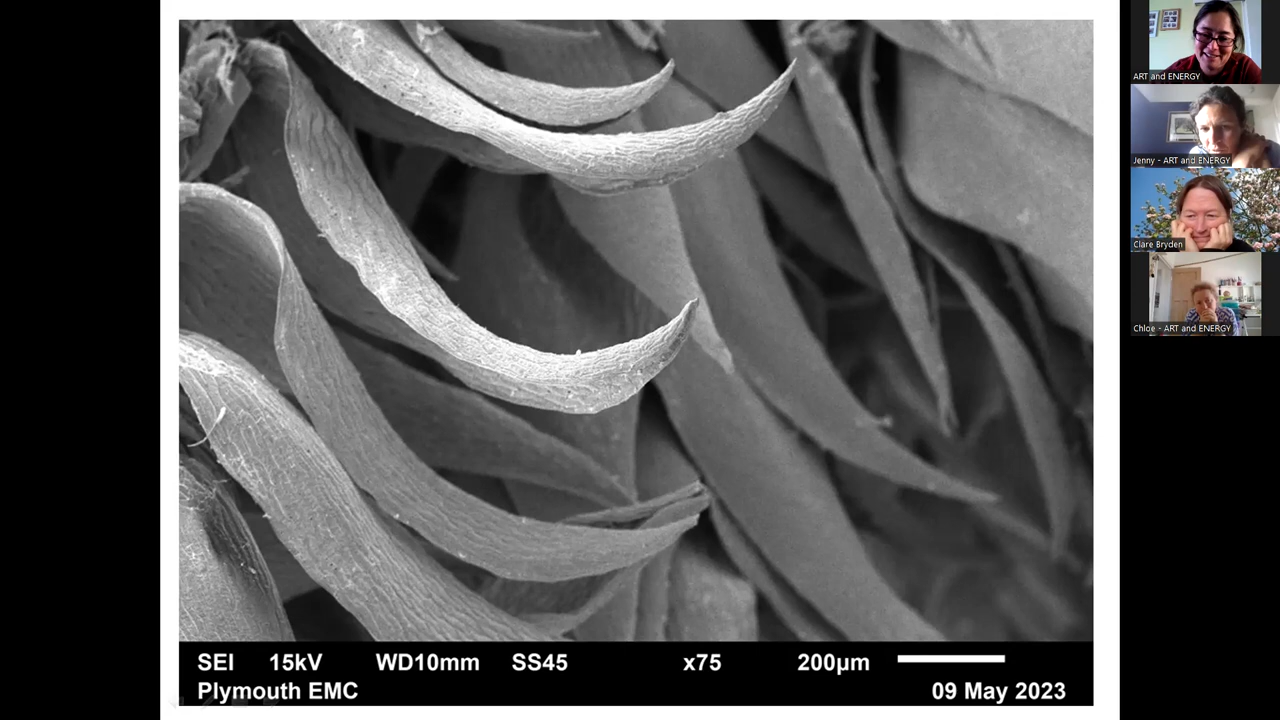 SEI 15kV WD10mm SS45 x75 200µm
Plymouth EMC 09 May 2023
ART and ENERGY
Jenny - ART and ENERGY
Clare Bryden
Chloe - ART and ENERGY